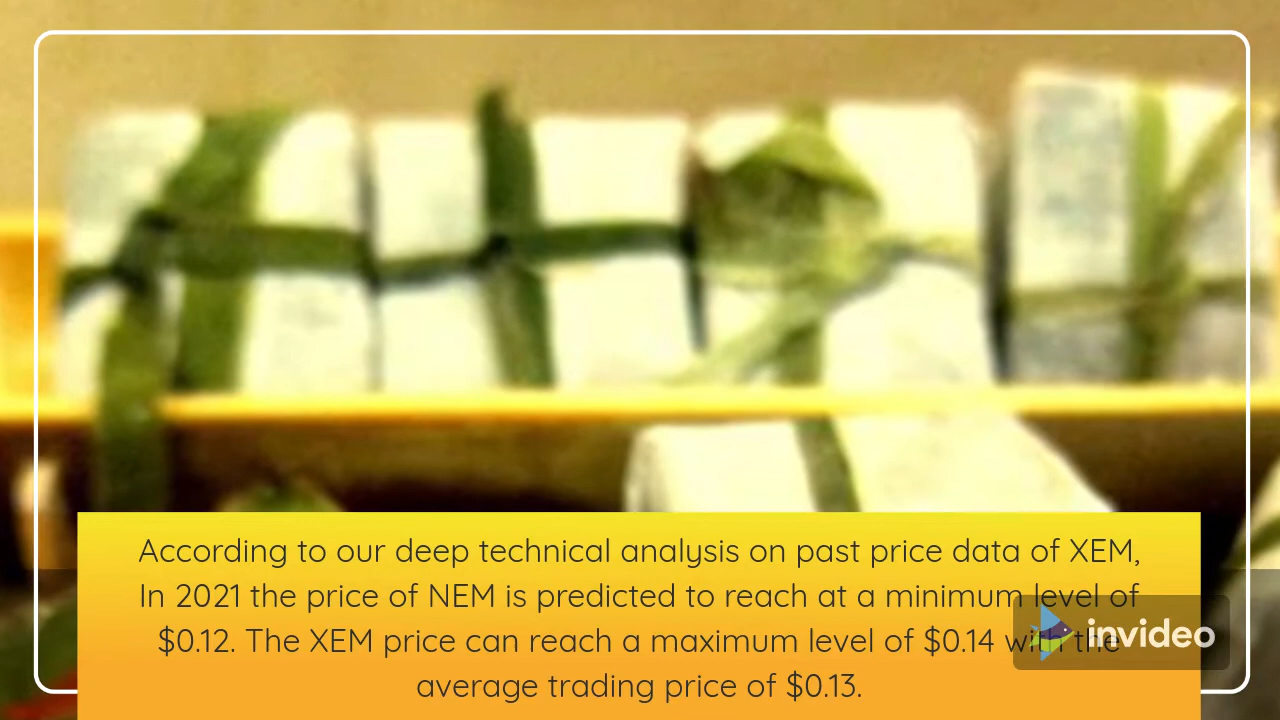 According to our deep technical analysis on past price data of XEM,
In 2021 the price of NEM is predicted to reach at a minimum level of
$0.12. The XEM price can reach a maximum level of $0.14 with the
average trading price of $0.13.
invideo